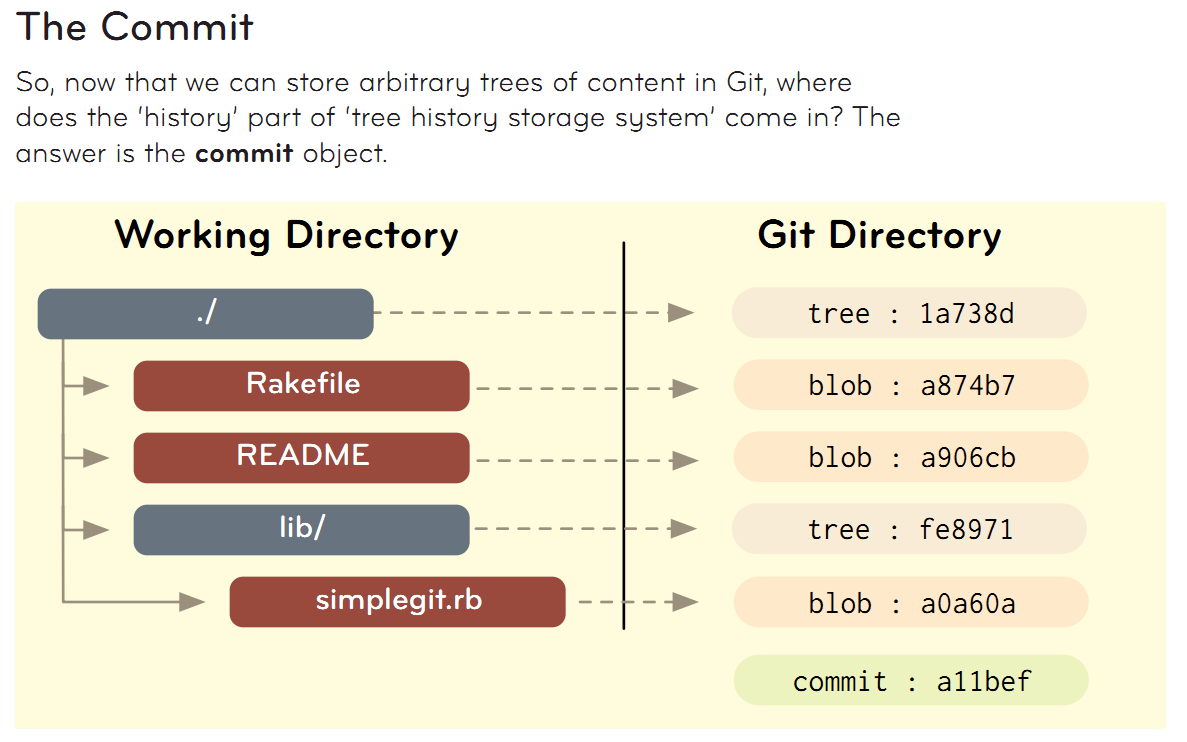 The Commit
So, now that we can store arbitrary trees of content in Git, where
does the 'history' part of 'tree history storage system' come in? The
answer is the commit object.
Working Directory
Git Directory
./
tree : 1a738d
Rakefile
blob : a874b7
README
blob : a906cb
lib/
tree : fe8971
simplegit.rb
blob : a0a60a
commit : a11bef